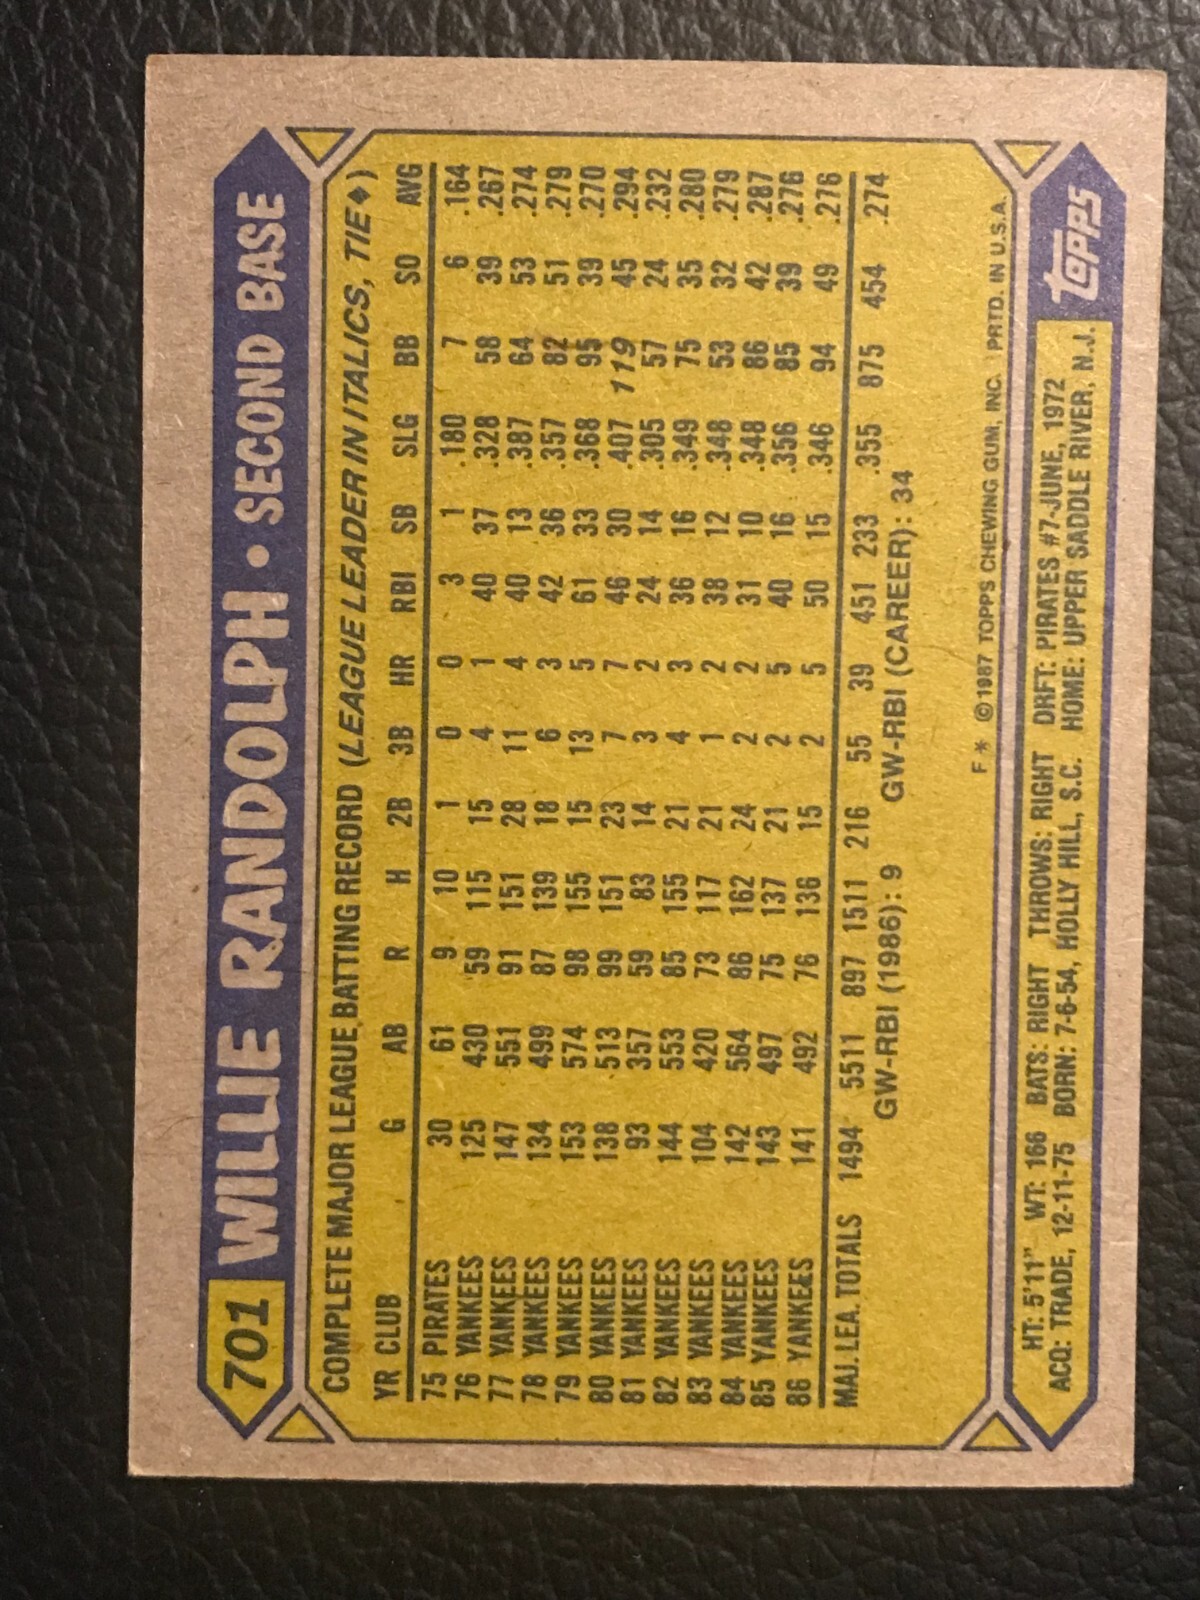 701 WILLIE RANDOLPH • SECOND BASE
COMPLETE MAJOR LEAGUE BATTING RECORD (LEAGUE LEADER IN ITALICS, TIE♦)
YR CLUB G AB R H 2B 3B HR RBI SB SLG BB SO AVG
75 PIRATES 30 61 9 10 1 0 0 3 1 .180 7 6 .164
76 YANKEES 125 430 59 115 15 4 1 40 37 .328 58 39 .267
77 YANKEES 147 551 91 151 28 11 4 40 13 .387 64 53 .274
78 YANKEES 134 499 87 139 18 6 3 42 36 .357 82 51 .279
79 YANKEES 153 574 98 155 15 13 5 61 33 .368 95 39 .270
80 YANKEES 138 513 99 151 23 7 7 46 30 .407 119 45 .294
81 YANKEES 93 357 59 83 14 3 2 24 14 .305 57 24 .232
82 YANKEES 144 553 85 155 21 4 3 36 16 .349 75 35 .280
83 YANKEES 104 420 73 117 21 1 2 38 12 .348 53 32 .279
84 YANKEES 142 564 86 162 24 2 2 31 10 .348 86 42 .287
85 YANKEES 143 497 75 137 21 2 5 40 16 .356 85 39 .276
86 YANKEES 141 492 76 136 15 2 5 50 15 .346 94 49 .276
MAJ. LEA. TOTALS 1494 5511 897 1511 216 55 39 451 233 .355 875 454 .274
GW-RBI (1986): 9 GW-RBI (CAREER): 34
F* ©1987 TOPPS CHEWING GUM, INC. PRTD. IN U.S.A.
HT: 5'11" WT: 166 BATS: RIGHT THROWS: RIGHT DRFT: PIRATES #7-JUNE, 1972
ACQ: TRADE, 12-11-75 BORN: 7-6-54, HOLLY HILL, S.C. HOME: UPPER SADDLE RIVER, N.J.
topps